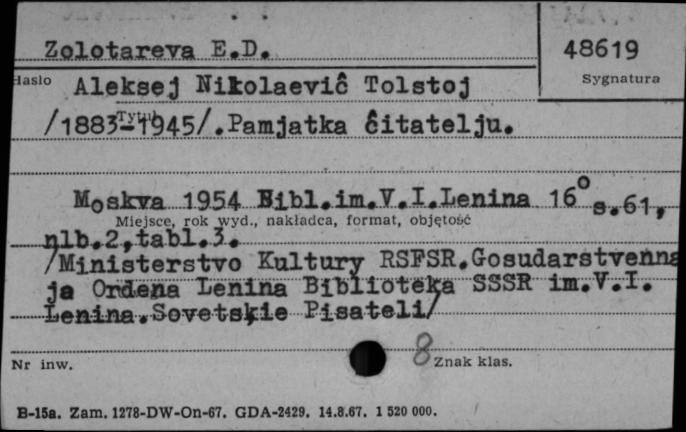 Zolotareva E.D.
48619
Hasło
Sygnatura
Aleksej Nikolaevič Tolstoj
Tytuł
/1883-1945/.Pamjatka čitatelju.
Moskva 1954 Bibl.im.V.I.Lenina 16° s.61,
Miejsce, rok wyd., nakładca, format, objętość
nlb.2,tabl.3.
/Ministerstvo Kultury RSFSR.Gosudarstvenna
ja Ordena Lenina Biblioteka SSSR im.V.I.
Lenina.Sovetskie Pisateli/
8
Nr inw.
Znak klas.
B-15a. Zam. 1278-DW-On-67. GDA-2429. 14.8.67. 1 520 000.